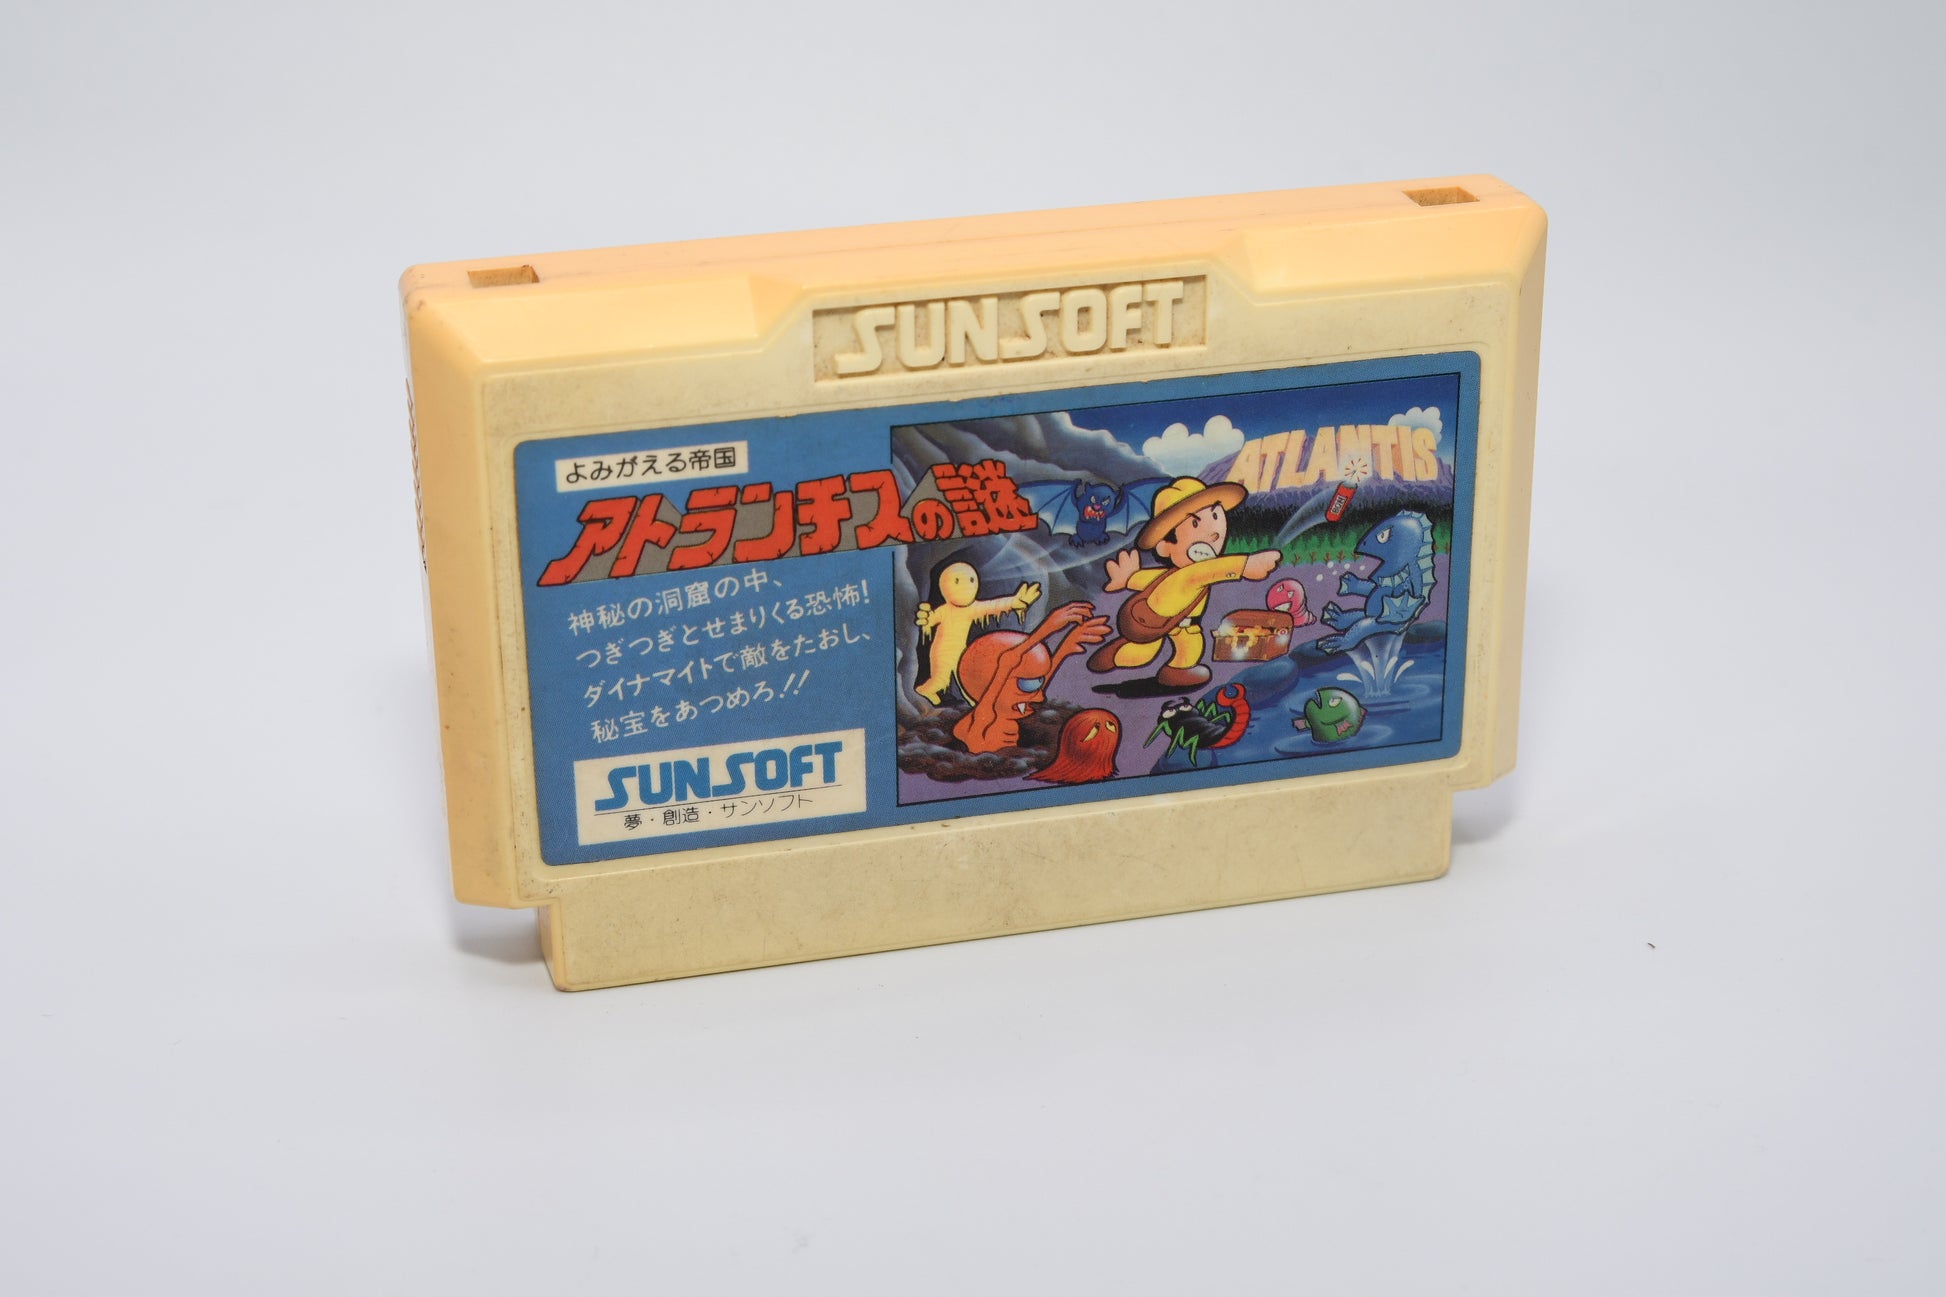 SUNSOFT
よみがえる帝国
アトランチスの謎
神秘の洞窟の中、
つぎつぎとせまりくる恐怖!
ダイナマイトで敵をたおし、
秘宝をあつめろ!!
SUNSOFT
夢・創造・サンソフト
ATLANTIS